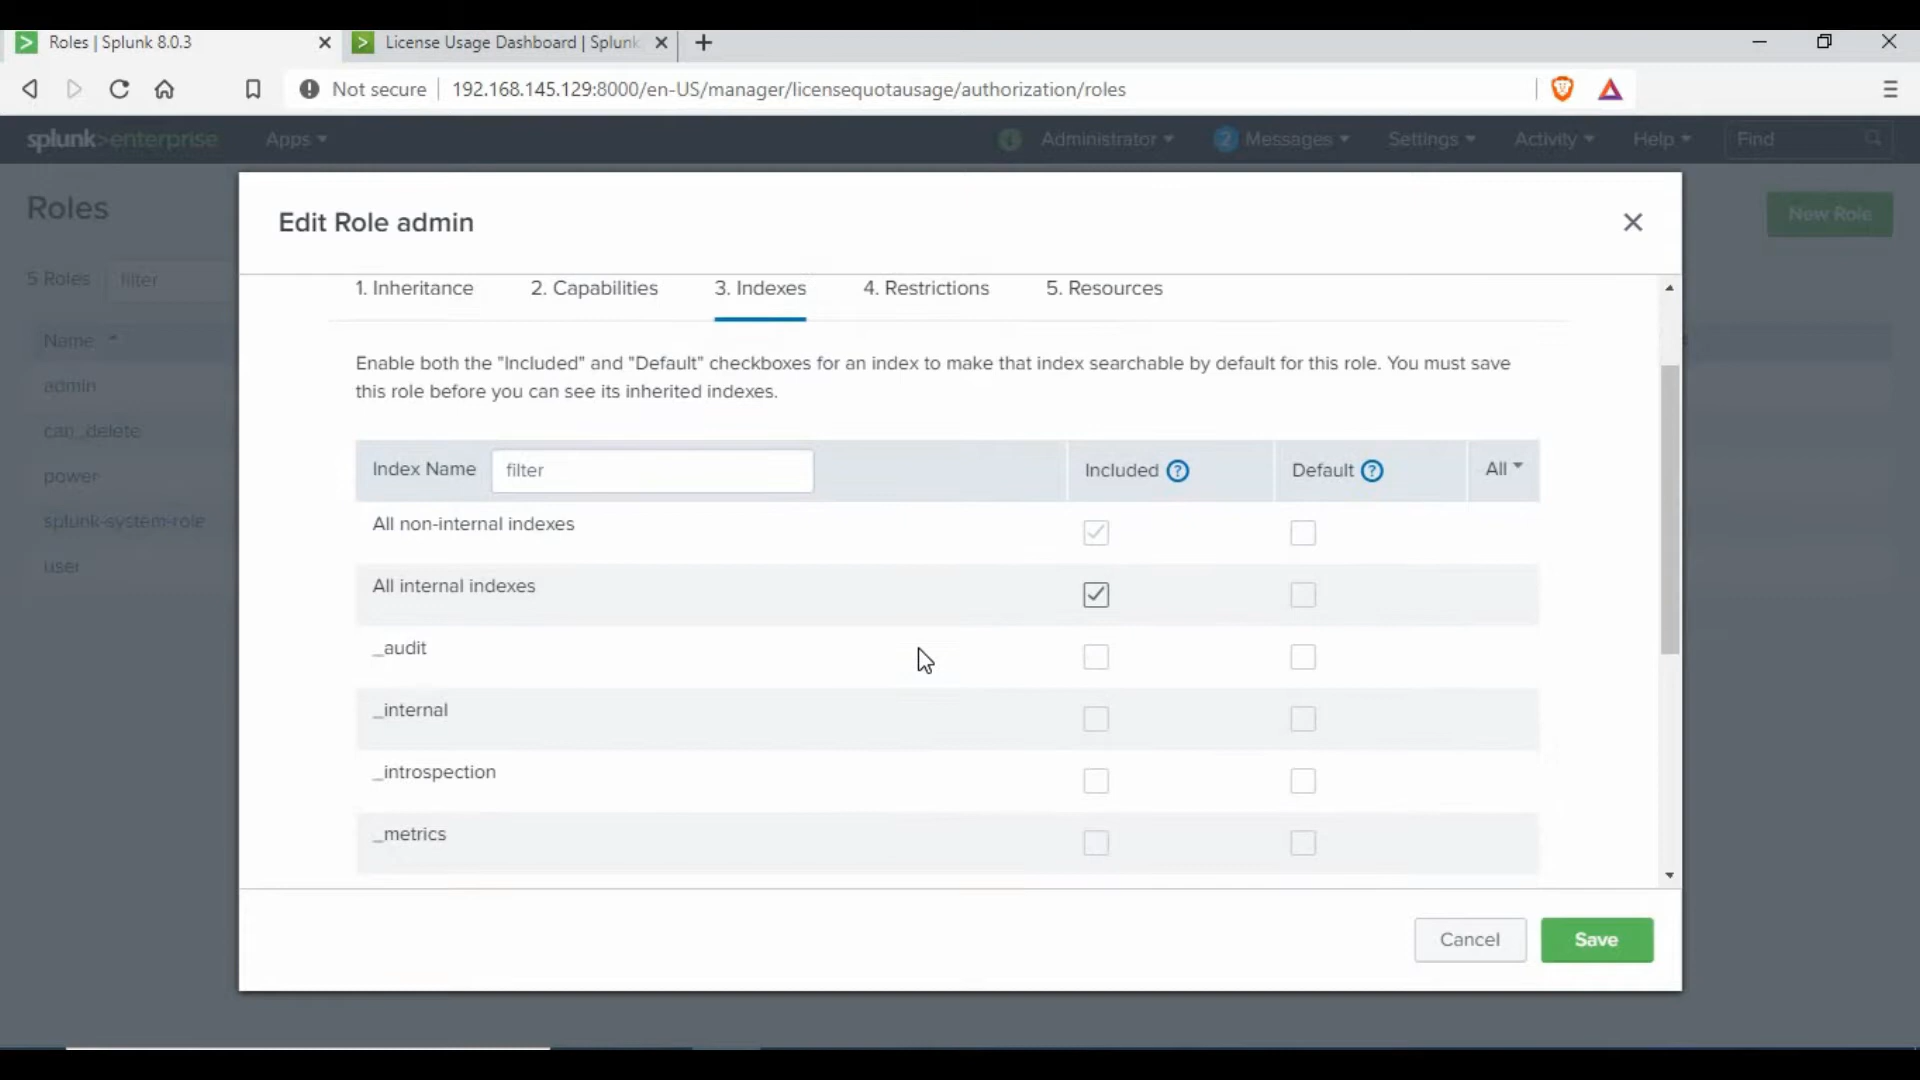 Roles | Splunk 8.0.3
License Usage Dashboard | Splunk
Not secure
192.168.145.129:8000/en-US/manager/licensequotausage/authorization/roles
splunk>enterprise
Apps
Administrator
2 Messages
Settings
Activity
Help
Find
Roles
New Role
5 Roles
filter
Name
admin
can_delete
power
splunk-system-role
user
Edit Role admin
1. Inheritance
2. Capabilities
3. Indexes
4. Restrictions
5. Resources
Enable both the "Included" and "Default" checkboxes for an index to make that index searchable by default for this role. You must save
this role before you can see its inherited indexes.
Index Name
filter
Included ?
Default ?
All
All non-internal indexes
All internal indexes
_audit
_internal
_introspection
_metrics
Cancel
Save